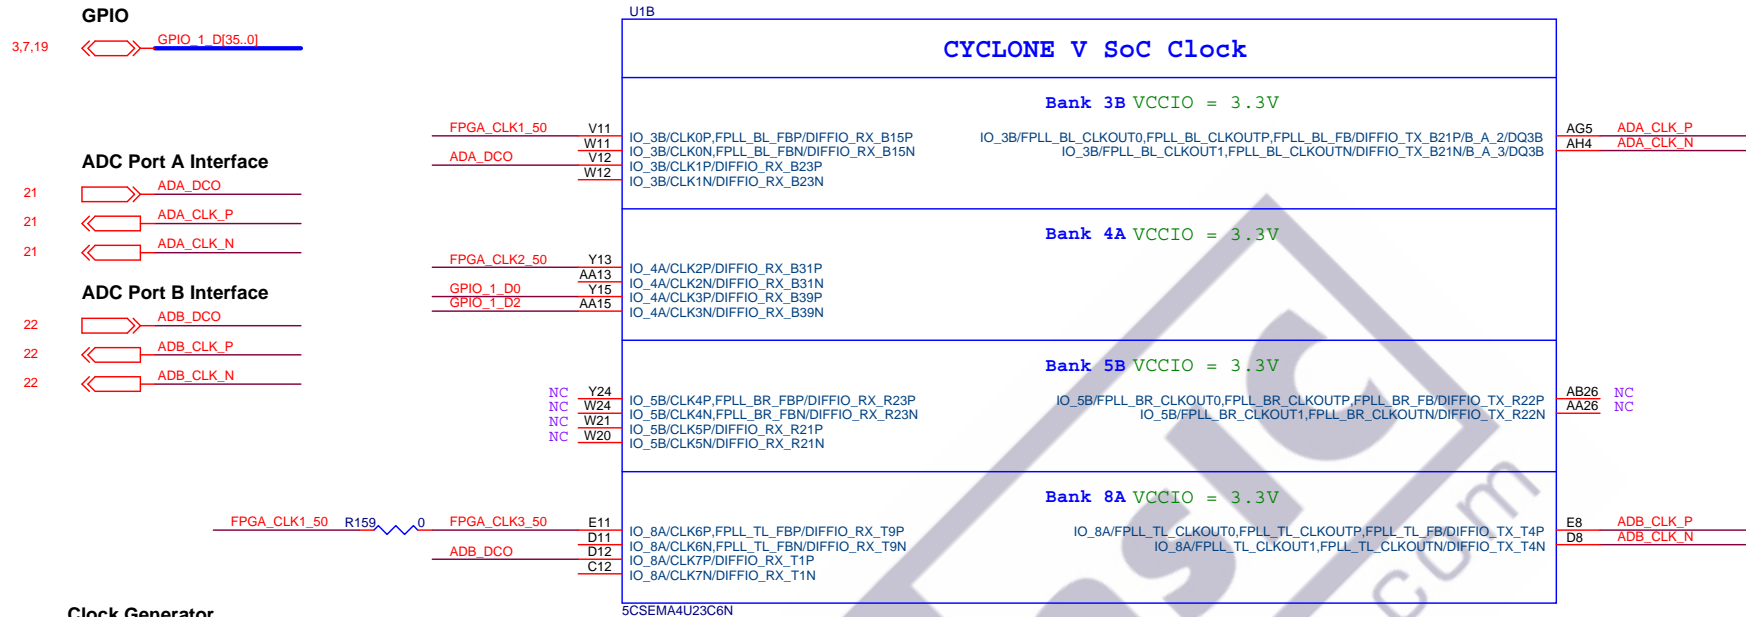 GPIO
3,7,19 GPIO_1_D[35..0]
ADC Port A Interface
21 ADA_DCO
21 ADA_CLK_P
21 ADA_CLK_N
ADC Port B Interface
22 ADB_DCO
22 ADB_CLK_P
22 ADB_CLK_N
U1B
CYCLONE V SoC Clock
Bank 3B VCCIO = 3.3V
FPGA_CLK1_50 V11 IO_3B/CLK0P,FPLL_BL_FBP/DIFFIO_RX_B15P IO_3B/FPLL_BL_CLKOUT0,FPLL_BL_CLKOUTP,FPLL_BL_FB/DIFFIO_TX_B21P/B_A_2/DQ3B AG5 ADA_CLK_P
W11 IO_3B/CLK0N,FPLL_BL_FBN/DIFFIO_RX_B15N IO_3B/FPLL_BL_CLKOUT1,FPLL_BL_CLKOUTN/DIFFIO_TX_B21N/B_A_3/DQ3B AH4 ADA_CLK_N
ADA_DCO V12 IO_3B/CLK1P/DIFFIO_RX_B23P
W12 IO_3B/CLK1N/DIFFIO_RX_B23N
Bank 4A VCCIO = 3.3V
FPGA_CLK2_50 Y13 IO_4A/CLK2P/DIFFIO_RX_B31P
AA13 IO_4A/CLK2N/DIFFIO_RX_B31N
GPIO_1_D0 Y15 IO_4A/CLK3P/DIFFIO_RX_B39P
GPIO_1_D2 AA15 IO_4A/CLK3N/DIFFIO_RX_B39N
Bank 5B VCCIO = 3.3V
NC Y24 IO_5B/CLK4P,FPLL_BR_FBP/DIFFIO_RX_R23P IO_5B/FPLL_BR_CLKOUT0,FPLL_BR_CLKOUTP,FPLL_BR_FB/DIFFIO_TX_R22P AB26 NC
NC W24 IO_5B/CLK4N,FPLL_BR_FBN/DIFFIO_RX_R23N IO_5B/FPLL_BR_CLKOUT1,FPLL_BR_CLKOUTN/DIFFIO_TX_R22N AA26 NC
NC W21 IO_5B/CLK5P/DIFFIO_RX_R21P
NC W20 IO_5B/CLK5N/DIFFIO_RX_R21N
Bank 8A VCCIO = 3.3V
FPGA_CLK1_50 R159 0 FPGA_CLK3_50 E11 IO_8A/CLK6P,FPLL_TL_FBP/DIFFIO_RX_T9P IO_8A/FPLL_TL_CLKOUT0,FPLL_TL_CLKOUTP,FPLL_TL_FB/DIFFIO_TX_T4P E8 ADB_CLK_P
D11 IO_8A/CLK6N,FPLL_TL_FBN/DIFFIO_RX_T9N IO_8A/FPLL_TL_CLKOUT1,FPLL_TL_CLKOUTN/DIFFIO_TX_T4N D8 ADB_CLK_N
ADB_DCO D12 IO_8A/CLK7P/DIFFIO_RX_T1P
C12 IO_8A/CLK7N/DIFFIO_RX_T1N
5CSEMA4U23C6N
Clock Generator
com